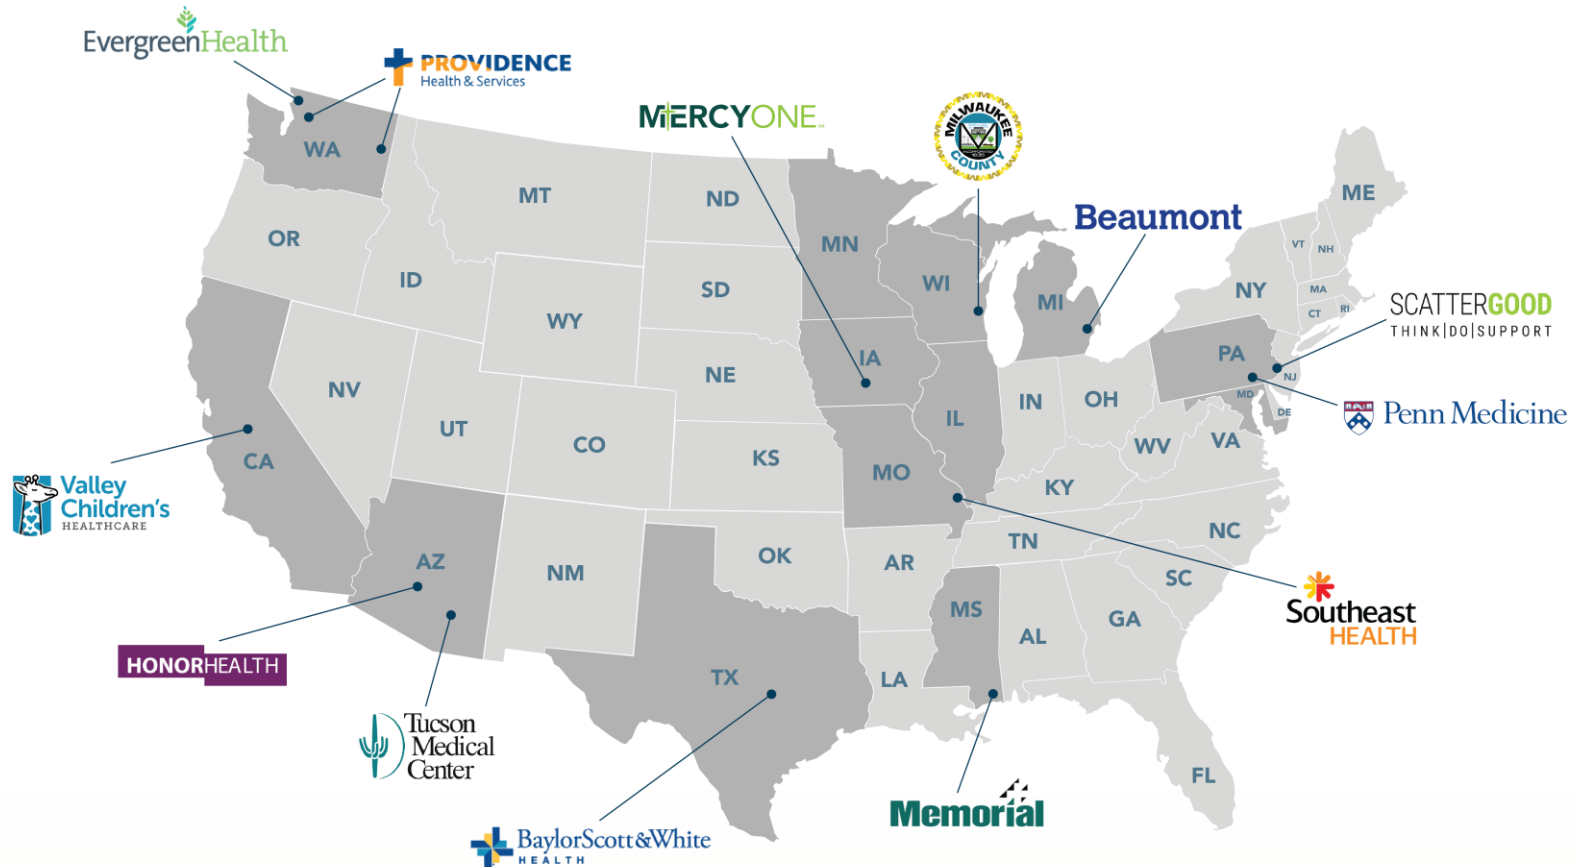 EvergreenHealth
PROVIDENCE
Health & Services
MERCYONE
MILWAUKEE
COUNTY
Beaumont
SCATTERGOOD
THINK|DO|SUPPORT
Penn Medicine
Southeast
HEALTH
Memorial
BaylorScott&White
HEALTH
Tucson
Medical
Center
HONORHEALTH
Valley
Children's
HEALTHCARE
WA
MT
ND
MN
ME
OR
ID
SD
WI
MI
NY
VT
NH
MA
CT
RI
WY
NE
IA
PA
NJ
NV
UT
CO
KS
MO
IL
IN
OH
MD
DE
WV
VA
KY
CA
AZ
NM
OK
AR
TN
NC
SC
TX
LA
MS
AL
GA
FL